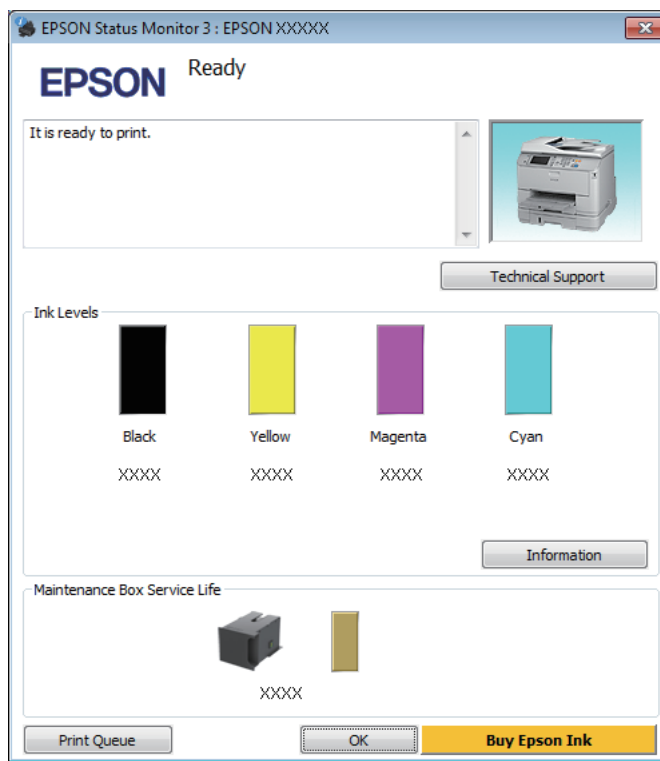 EPSON Status Monitor 3 : EPSON XXXXX
EPSON
Ready
It is ready to print.
Technical Support
Ink Levels
Black Yellow Magenta Cyan
XXXX XXXX XXXX XXXX
Information
Maintenance Box Service Life
XXXX
Print Queue OK Buy Epson Ink